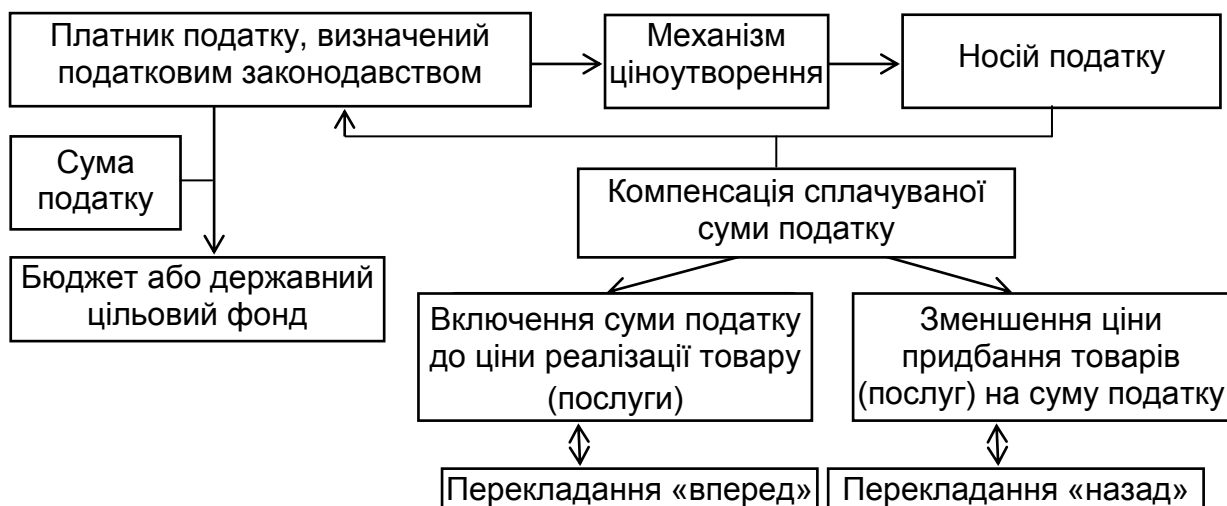 Платник податку, визначений
податковим законодавством
Механізм
ціноутворення
Носій податку
Сума
податку
Компенсація сплачуваної
суми податку
Бюджет або державний
цільовий фонд
Включення суми податку
до ціни реалізації товару
(послуги)
Зменшення ціни
придбання товарів
(послуг) на суму податку
Перекладання «вперед»
Перекладання «назад»